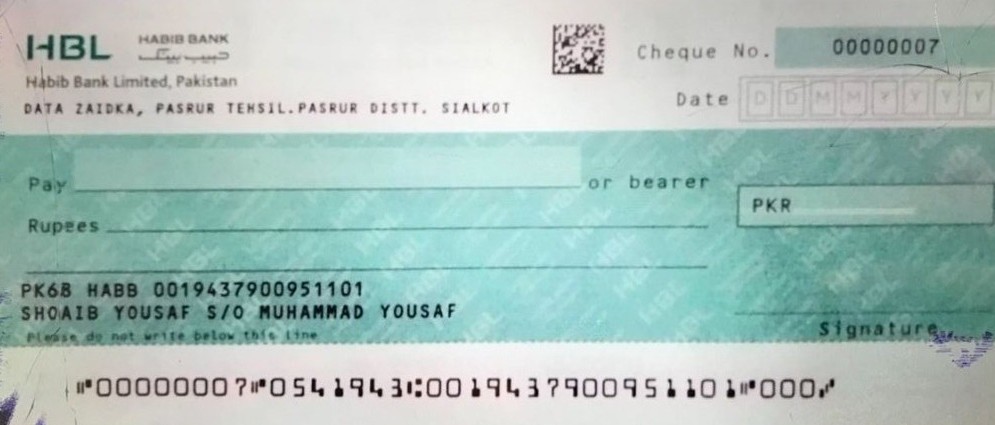 HBL HABIB BANK
حبیب بینک
Habib Bank Limited, Pakistan
DATA ZAIDKA, PASRUR TEHSIL.PASRUR DISTT. SIALKOT
Cheque No. 00000007
Date D D M M Y Y Y Y
Pay or bearer
PKR
Rupees
PK68 HABB 0019437900951101
SHOAIB YOUSAF S/O MUHAMMAD YOUSAF
Please do not write below this line
Signature
⑈00000007⑈0541943⑆0019437900951101⑈000⑇